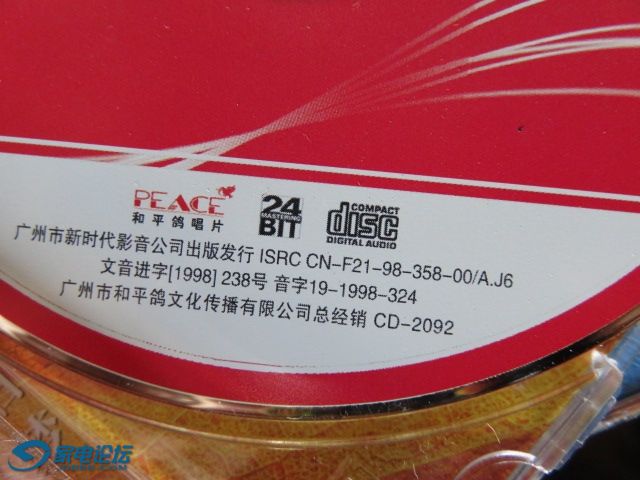 PEACE
和平鸽唱片
24
MASTERING
BIT
COMPACT
disc
DIGITAL AUDIO
广州市新时代影音公司出版发行 ISRC CN-F21-98-358-00/A.J6
文音进字[1998] 238号 音字19-1998-324
广州市和平鸽文化传播有限公司总经销 CD-2092
家电论坛